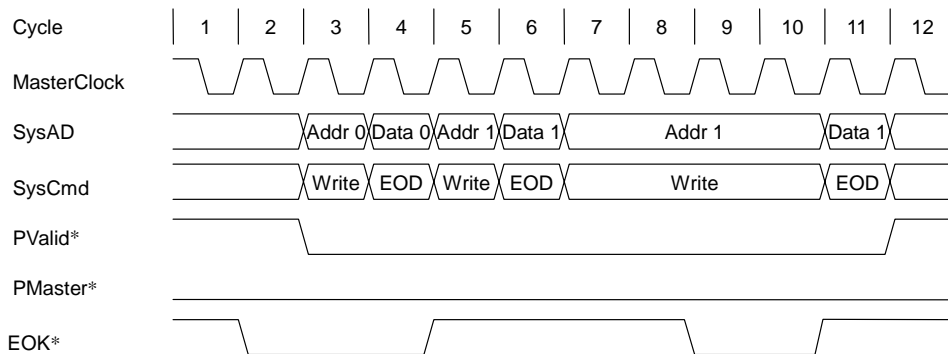 Cycle 1 2 3 4 5 6 7 8 9 10 11 12
MasterClock
SysAD Addr 0 Data 0 Addr 1 Data 1 Addr 1 Data 1
SysCmd Write EOD Write EOD Write EOD
PValid*
PMaster*
EOK*